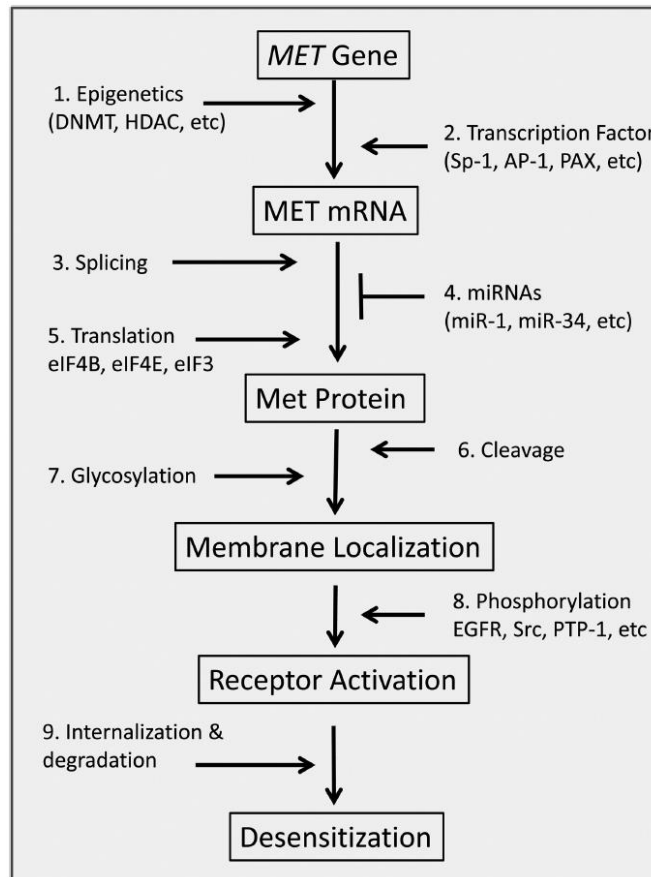 MET Gene
1. Epigenetics
(DNMT, HDAC, etc)
2. Transcription Factor
(Sp-1, AP-1, PAX, etc)
MET mRNA
3. Splicing
4. miRNAs
(miR-1, miR-34, etc)
5. Translation
eIF4B, eIF4E, eIF3
Met Protein
6. Cleavage
7. Glycosylation
Membrane Localization
8. Phosphorylation
EGFR, Src, PTP-1, etc
Receptor Activation
9. Internalization &
degradation
Desensitization